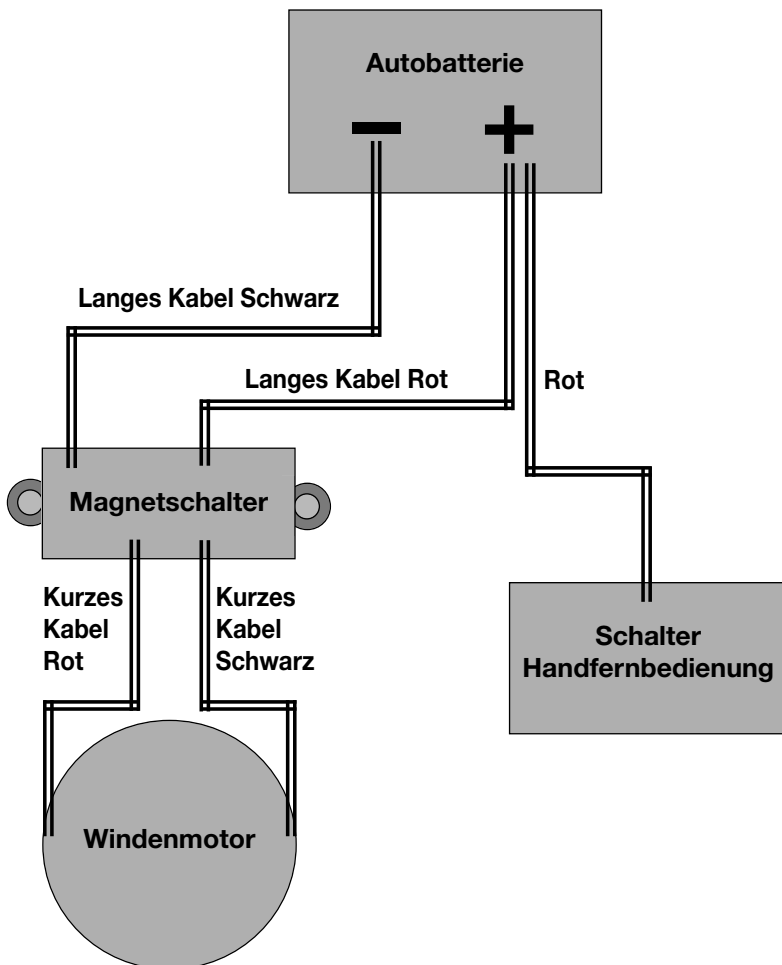 Autobatterie
– +
Langes Kabel Schwarz
Langes Kabel Rot
Rot
Magnetschalter
Kurzes
Kabel
Rot
Kurzes
Kabel
Schwarz
Schalter
Handfernbedienung
Windenmotor